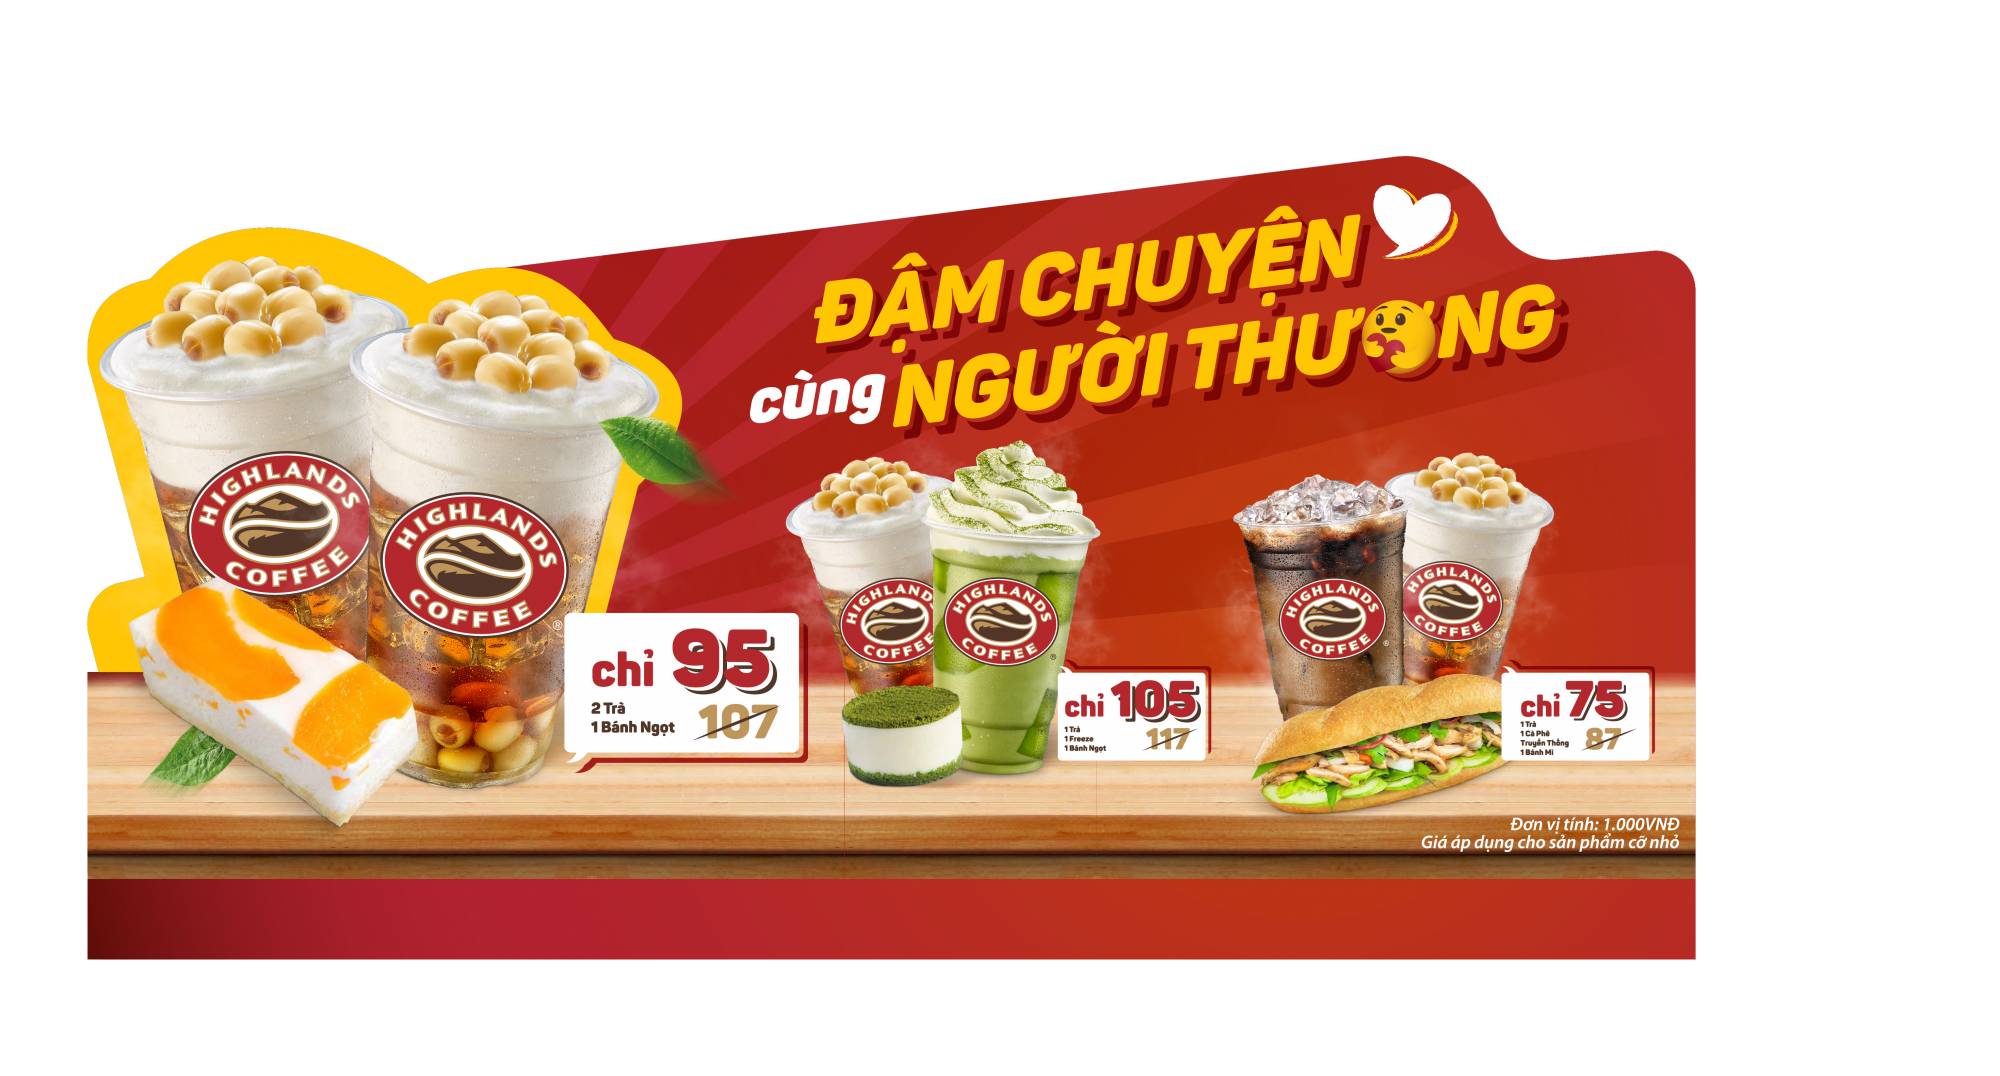 ĐẬM CHUYỆN
cùng NGƯỜI THƯƠNG
HIGHLANDS
COFFEE
HIGHLANDS
COFFEE
®
chỉ 95
2 Trà
1 Bánh Ngọt
107
HIGHLANDS
COFFEE
HIGHLANDS
COFFEE
®
chỉ 105
1 Trà
1 Freeze
1 Bánh Ngọt
117
HIGHLANDS
COFFEE
®
HIGHLANDS
COFFEE
®
chỉ 75
1 Trà
1 Cà Phê
Truyền Thống
1 Bánh Mì
87
Đơn vị tính: 1.000VNĐ
Giá áp dụng cho sản phẩm cỡ nhỏ